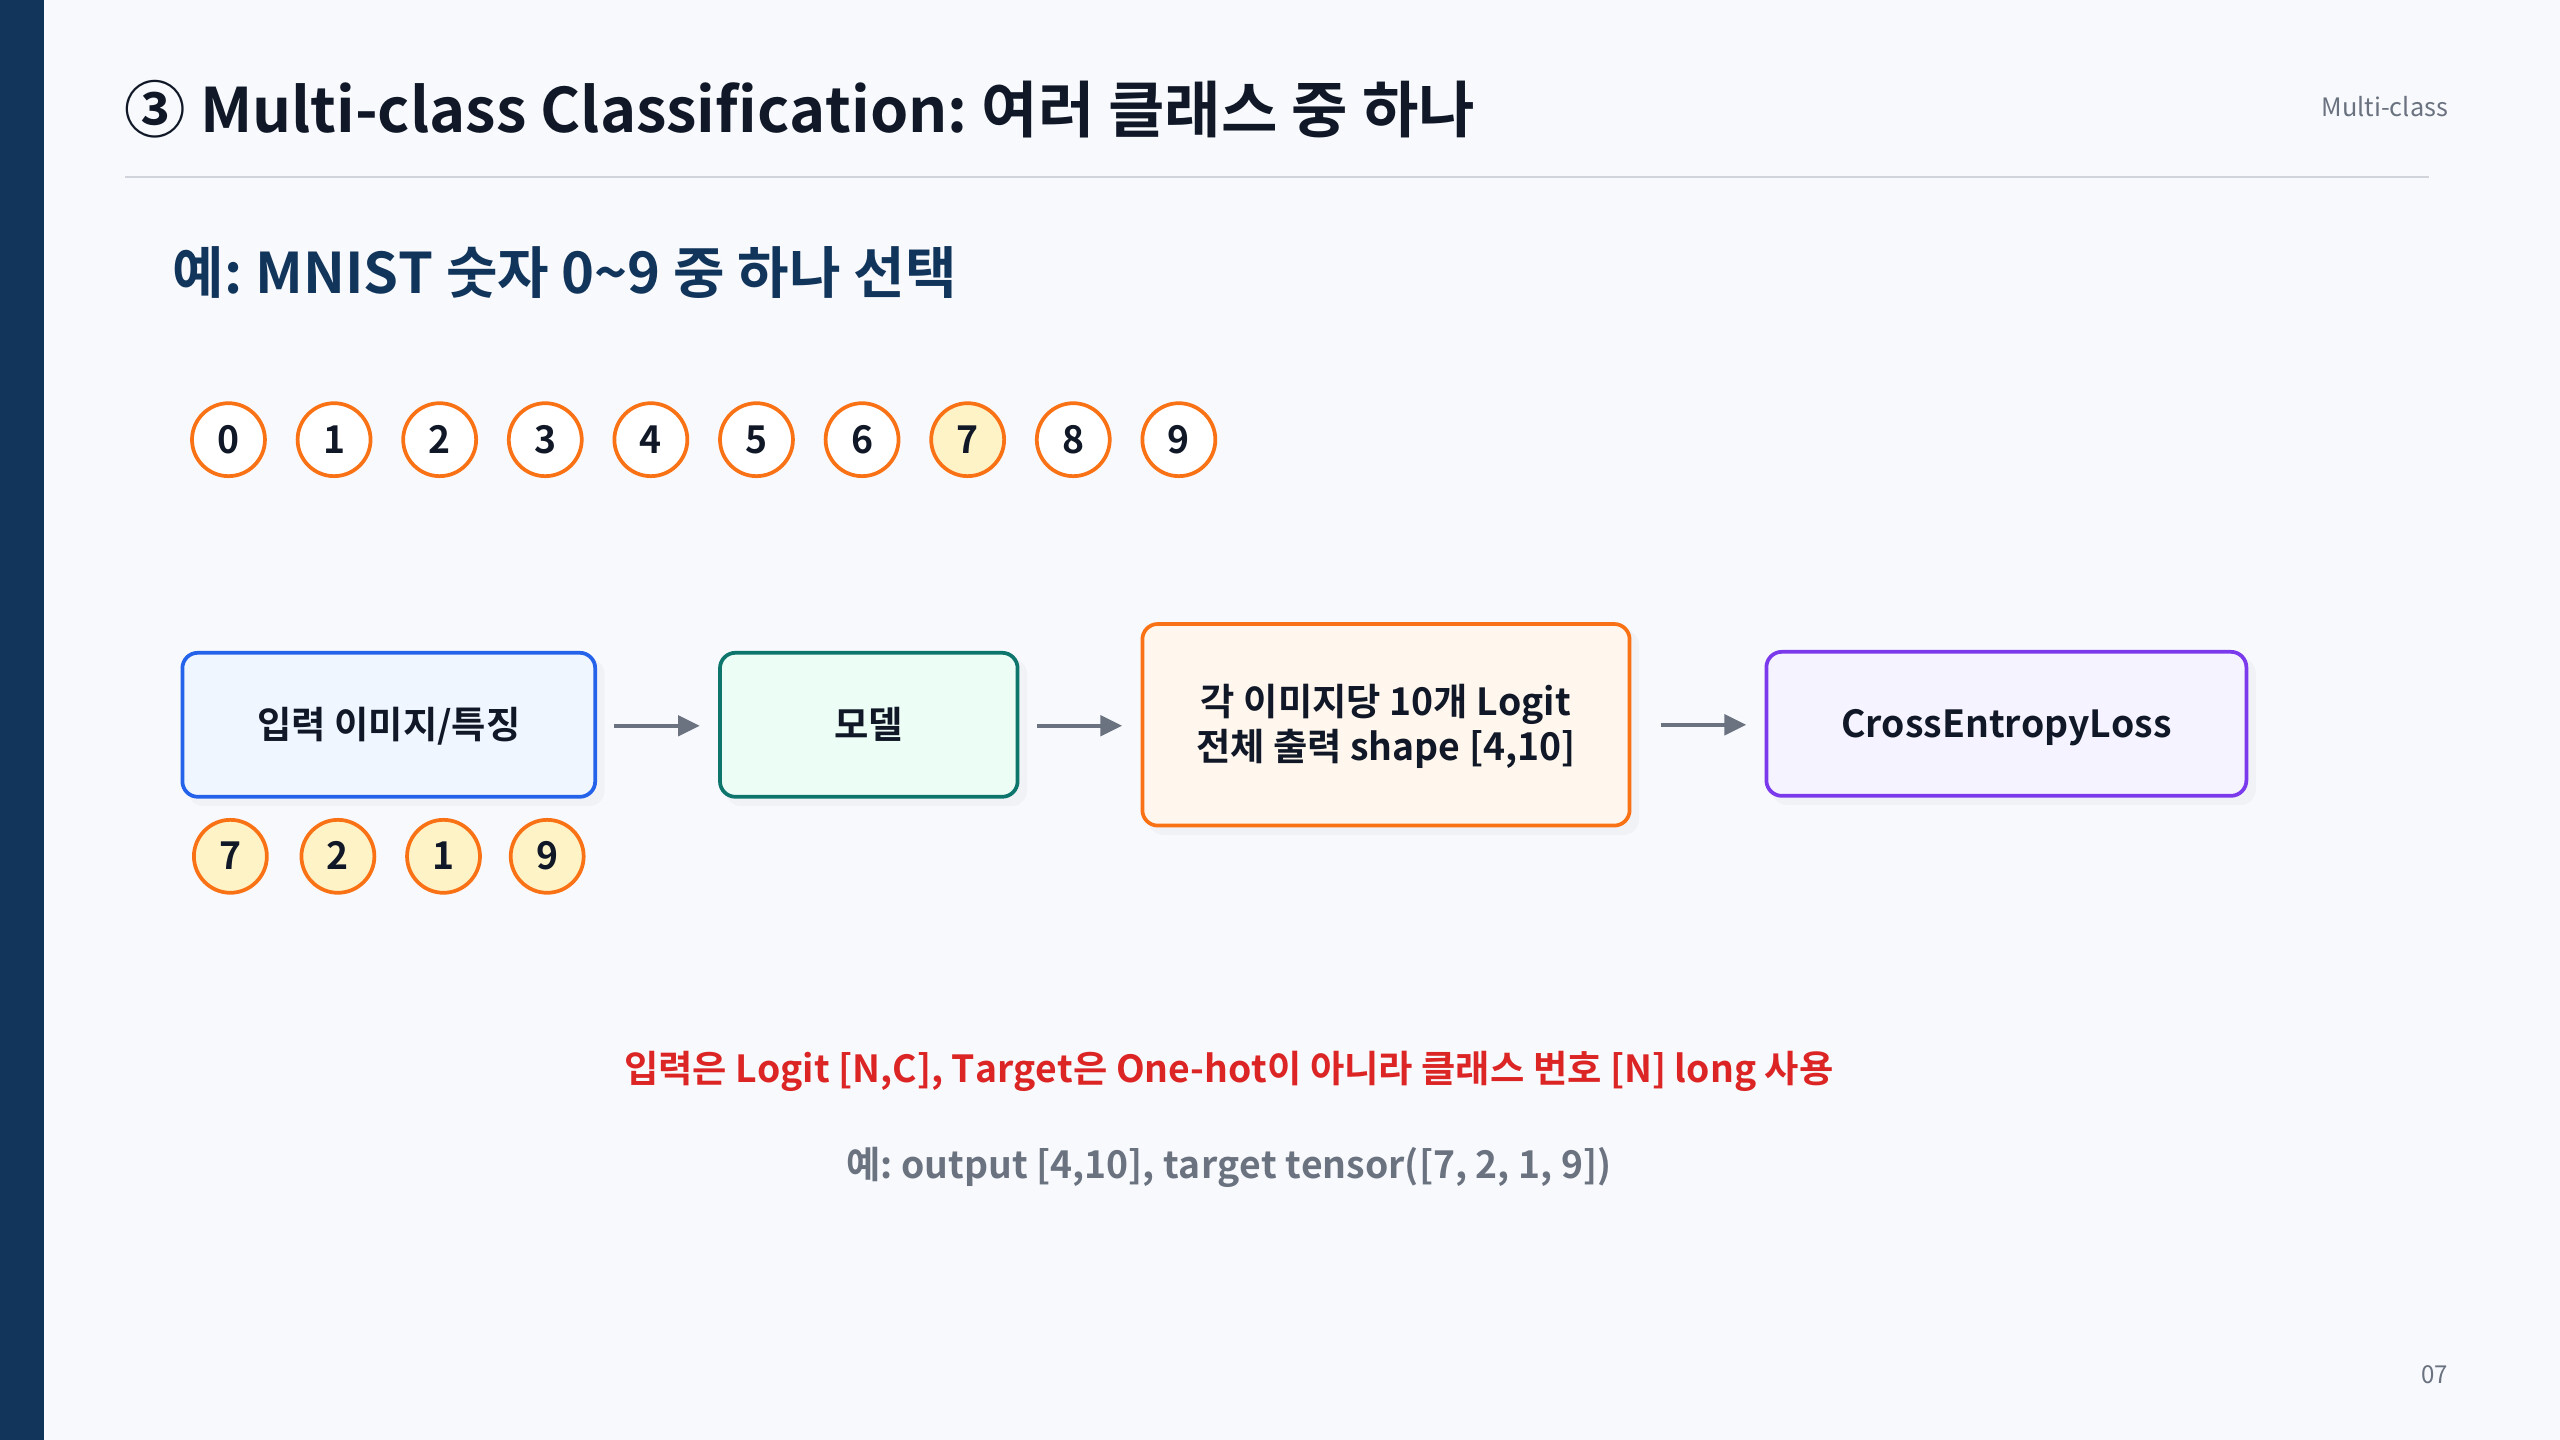 ③ Multi-class Classification: 여러 클래스 중 하나
Multi-class
예: MNIST 숫자 0~9 중 하나 선택
0 1 2 3 4 5 6 7 8 9
입력 이미지/특징
모델
각 이미지당 10개 Logit
전체 출력 shape [4,10]
CrossEntropyLoss
7 2 1 9
입력은 Logit [N,C], Target은 One-hot이 아니라 클래스 번호 [N] long 사용
예: output [4,10], target tensor([7, 2, 1, 9])
07